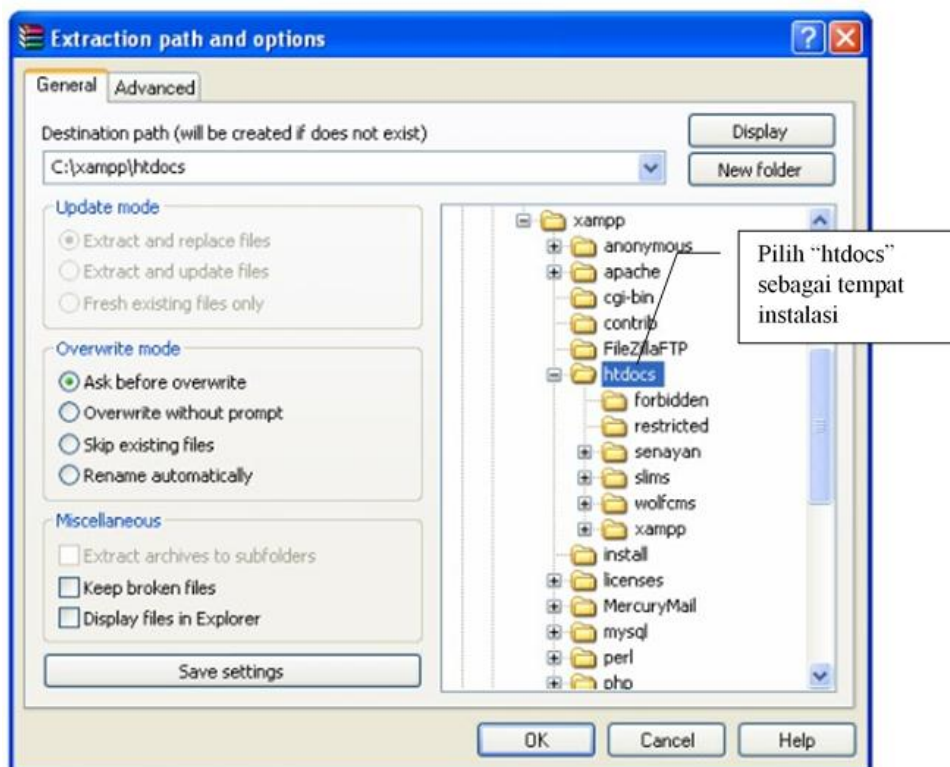 Extraction path and options
General
Advanced
Destination path (will be created if does not exist)
Display
C:\xampp\htdocs
New folder
Update mode
Extract and replace files
Extract and update files
Fresh existing files only
Overwrite mode
Ask before overwrite
Overwrite without prompt
Skip existing files
Rename automatically
Miscellaneous
Extract archives to subfolders
Keep broken files
Display files in Explorer
Save settings
xampp
anonymous
apache
cgi-bin
contrib
FileZillaFTP
htdocs
forbidden
restricted
senayan
slims
wolfcms
xampp
install
licenses
MercuryMail
mysql
perl
php
Pilih “htdocs”
sebagai tempat
instalasi
OK
Cancel
Help